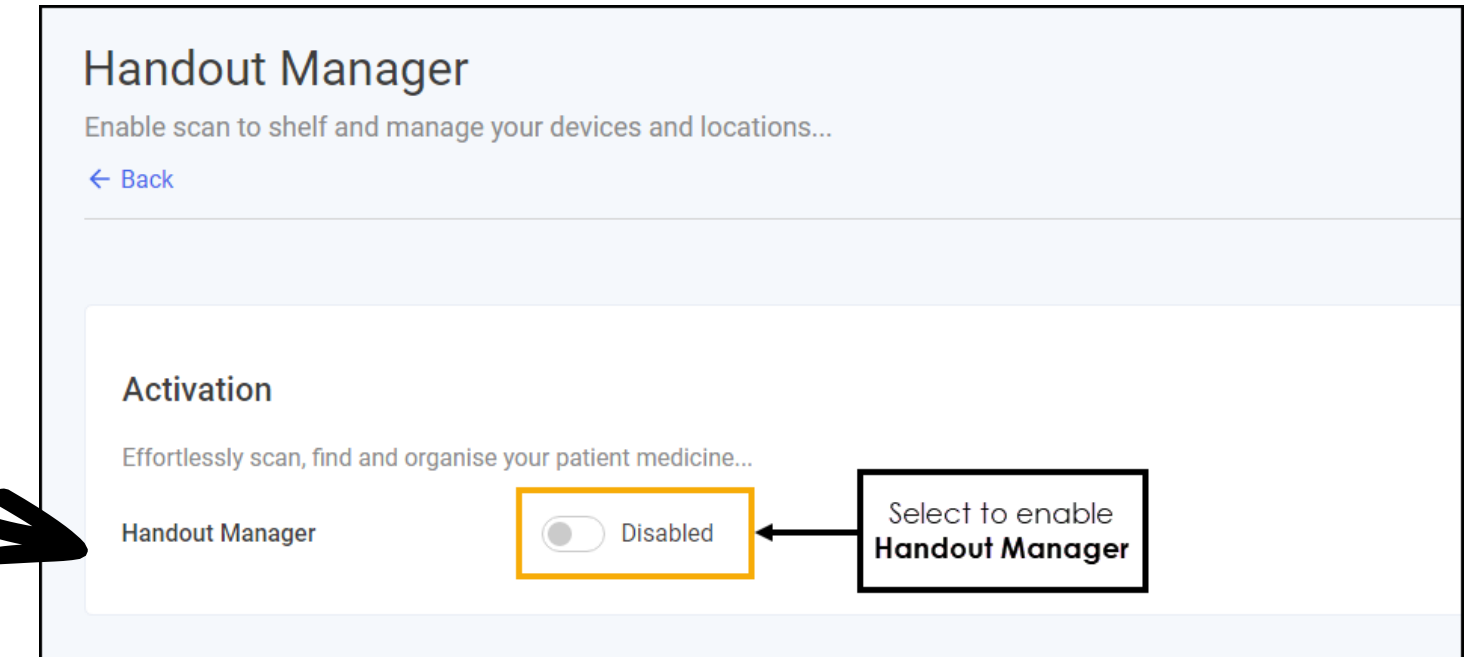 Handout Manager
Enable scan to shelf and manage your devices and locations...
← Back
Activation
Effortlessly scan, find and organise your patient medicine...
Handout Manager
Disabled
Select to enable
Handout Manager